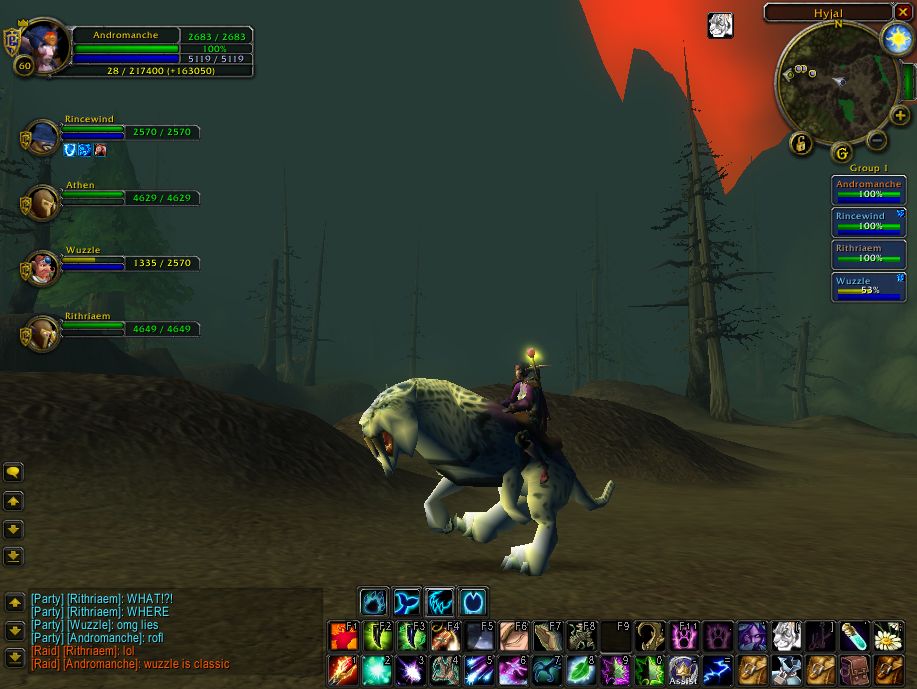 Andromanche
2683 / 2683
100%
5119 / 5119
60
28 / 217400 (+163050)
Rincewind
2570 / 2570
Athen
4629 / 4629
Wuzzle
1335 / 2570
Rithriaem
4649 / 4649
Hyjal
N
G
Group 1
Andromanche
100%
Rincewind
100%
Rithriaem
100%
Wuzzle
53%
[Party] [Rithriaem]: WHAT!?!
[Party] [Rithriaem]: WHERE
[Party] [Wuzzle]: omg lies
[Party] [Andromanche]: rofl
[Raid] [Rithriaem]: lol
[Raid] [Andromanche]: wuzzle is classic
F1 F2 F3 F4 F5 F6 F7 F8 F9 F11
1 2 3 4 5 6 7 8 9 0 - =
Assist